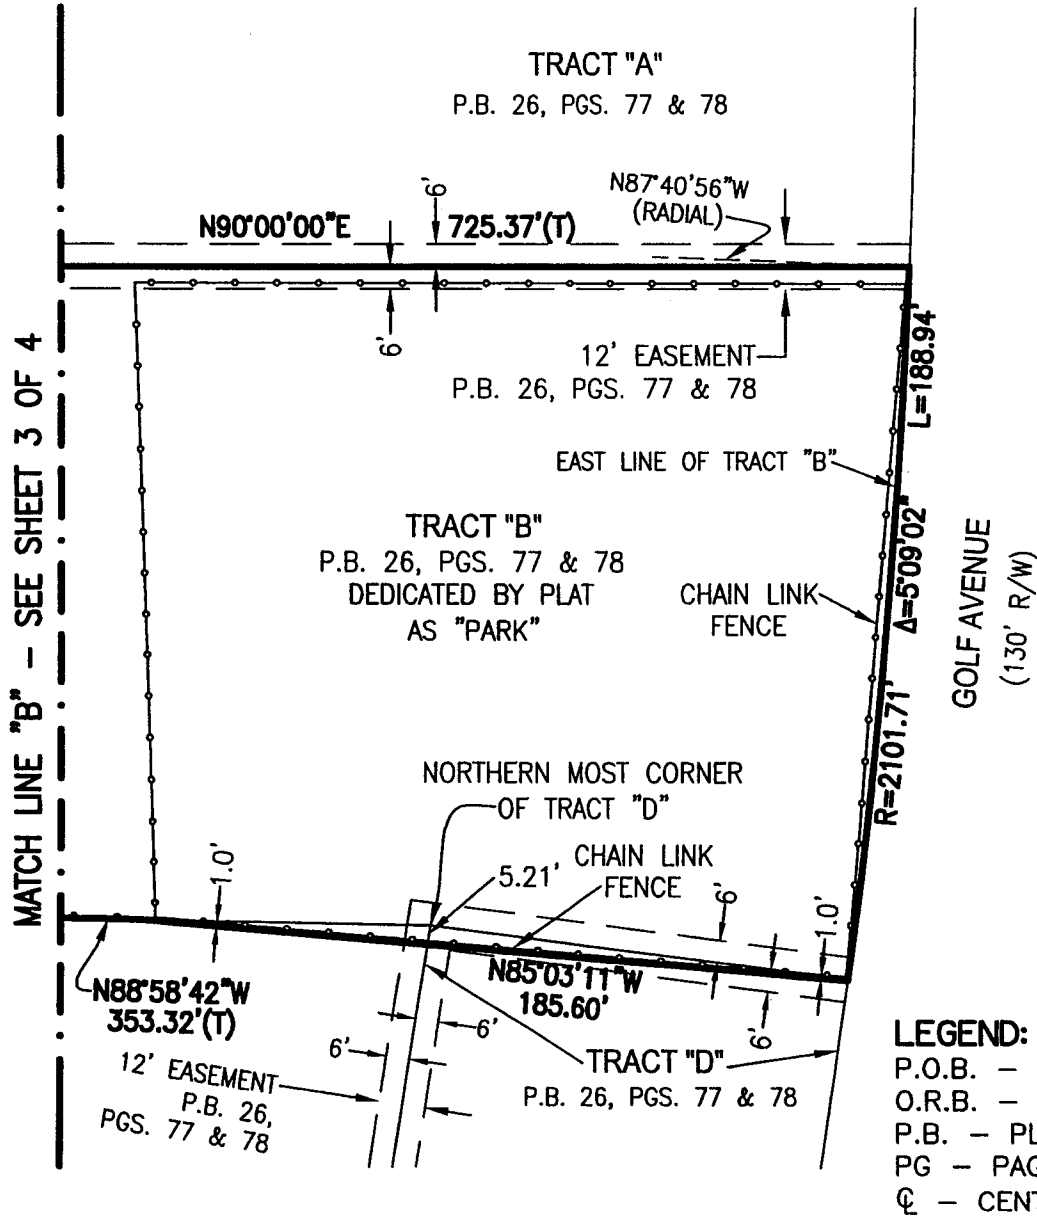 TRACT "A"
P.B. 26, PGS. 77 & 78
N87°40'56"W
(RADIAL)
6'
N90°00'00"E 725.37'(T)
6'
12' EASEMENT
P.B. 26, PGS. 77 & 78
L=188.94'
EAST LINE OF TRACT "B"
MATCH LINE "B" - SEE SHEET 3 OF 4
TRACT "B"
P.B. 26, PGS. 77 & 78
DEDICATED BY PLAT
AS "PARK"
CHAIN LINK
FENCE
Δ=5°09'02"
GOLF AVENUE
(130' R/W)
R=2101.71'
NORTHERN MOST CORNER
OF TRACT "D"
1.0'
5.21'
CHAIN LINK
FENCE
6'
1.0'
N88°58'42"W
353.32'(T)
N85°03'11"W
185.60'
6'
6'
6'
12' EASEMENT
P.B. 26,
PGS. 77 & 78
TRACT "D"
P.B. 26, PGS. 77 & 78
LEGEND:
P.O.B. -
O.R.B. -
P.B. - PL
PG - PAG
℄ - CENT